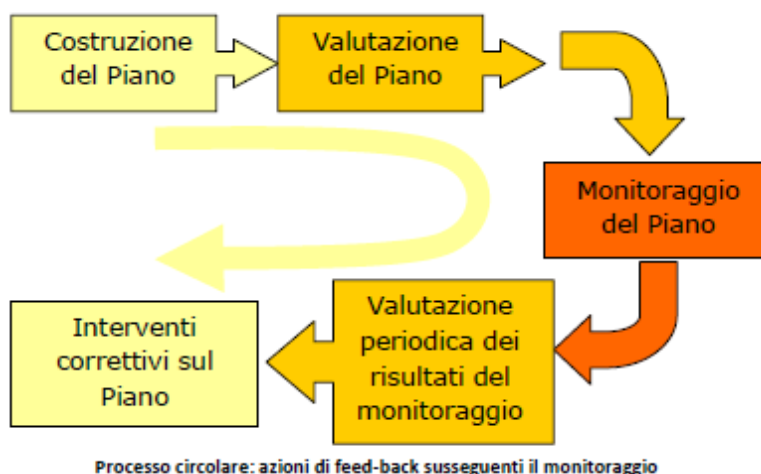 Costruzione
del Piano
Valutazione
del Piano
Monitoraggio
del Piano
Valutazione
periodica dei
risultati del
monitoraggio
Interventi
correttivi sul
Piano
Processo circolare: azioni di feed-back susseguenti il monitoraggio